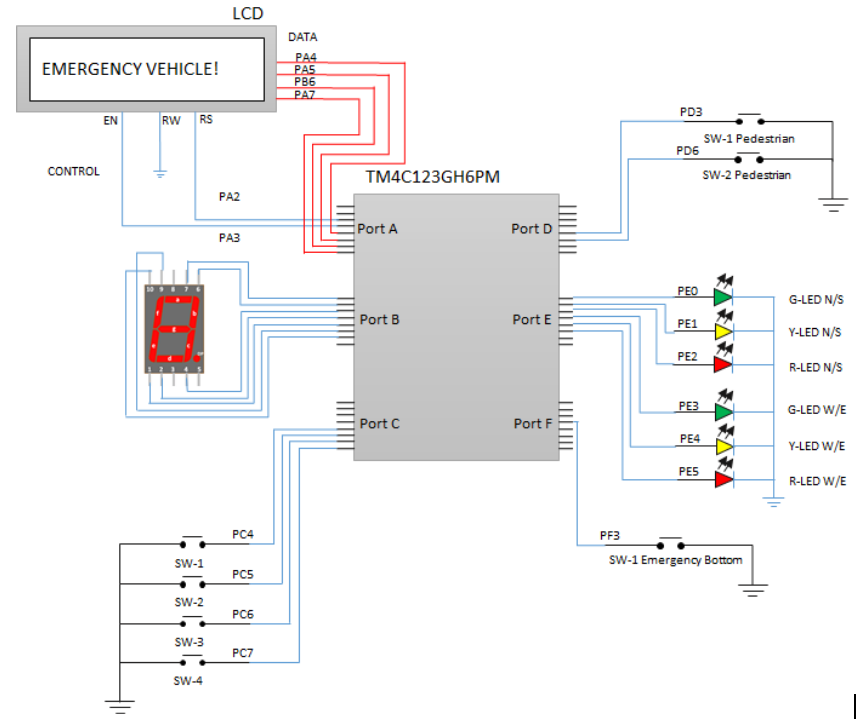 LCD
EMERGENCY VEHICLE!
DATA
PA4
PA5
PB6
PA7
EN
RW
RS
CONTROL
PA2
PA3
TM4C123GH6PM
Port A
Port B
Port C
Port D
Port E
Port F
10 9 8 7 6
a
f b
g
e c
d
1 2 3 4 5
PD3
SW-1 Pedestrian
PD6
SW-2 Pedestrian
PE0
G-LED N/S
PE1
Y-LED N/S
PE2
R-LED N/S
PE3
G-LED W/E
PE4
Y-LED W/E
PE5
R-LED W/E
PF3
SW-1 Emergency Bottom
PC4
SW-1
PC5
SW-2
PC6
SW-3
PC7
SW-4